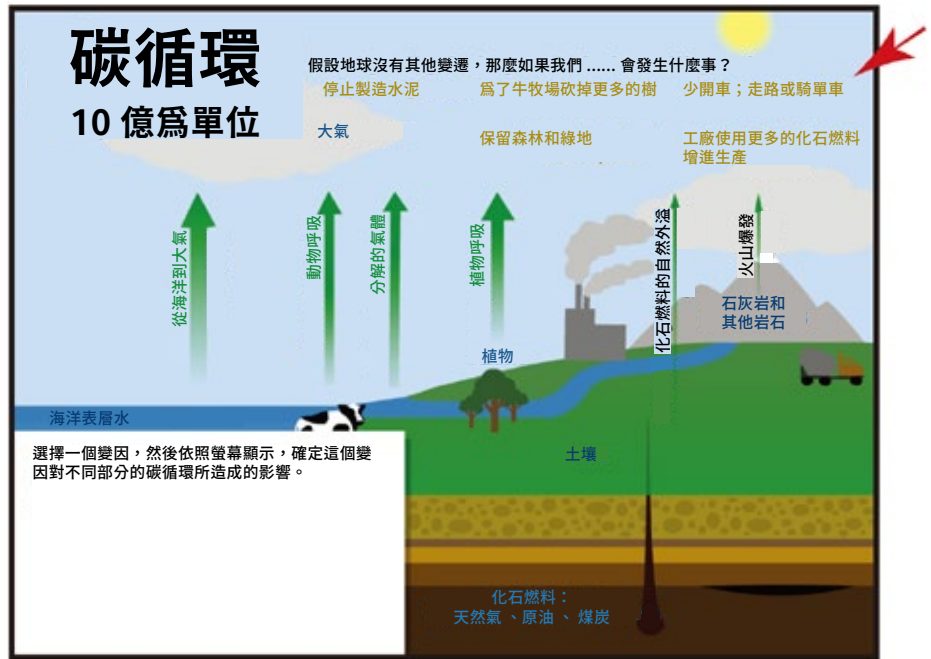 碳循環
10 億爲單位
假設地球沒有其他變遷，那麼如果我們 ...... 會發生什麼事？
停止製造水泥
爲了牛牧場砍掉更多的樹
少開車；走路或騎單車
大氣
保留森林和綠地
工廠使用更多的化石燃料
增進生產
從海洋到大氣
動物呼吸
分解的氣體
植物呼吸
化石燃料的自然外溢
火山爆發
石灰岩和
其他岩石
植物
海洋表層水
選擇一個變因，然後依照螢幕顯示，確定這個變
因對不同部分的碳循環所造成的影響。
土壤
化石燃料：
天然氣 、原油 、 煤炭